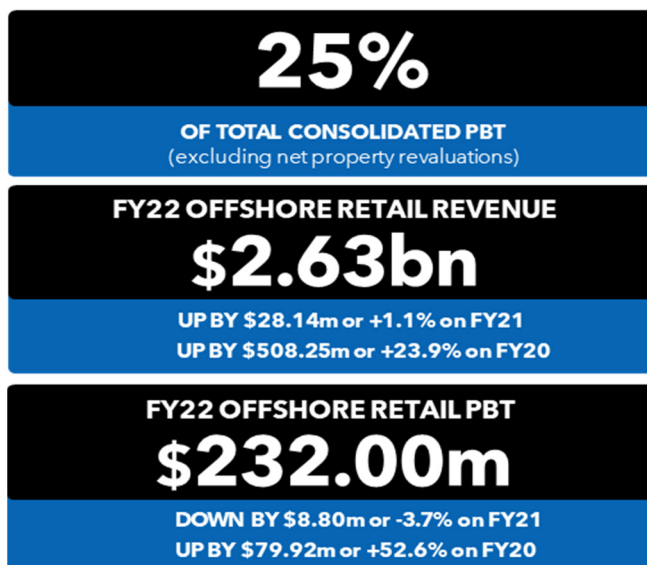 25%
OF TOTAL CONSOLIDATED PBT
(excluding net property revaluations)
FY22 OFFSHORE RETAIL REVENUE
$2.63bn
UP BY $28.14m or +1.1% on FY21
UP BY $508.25m or +23.9% on FY20
FY22 OFFSHORE RETAIL PBT
$232.00m
DOWN BY $8.80m or -3.7% on FY21
UP BY $79.92m or +52.6% on FY20